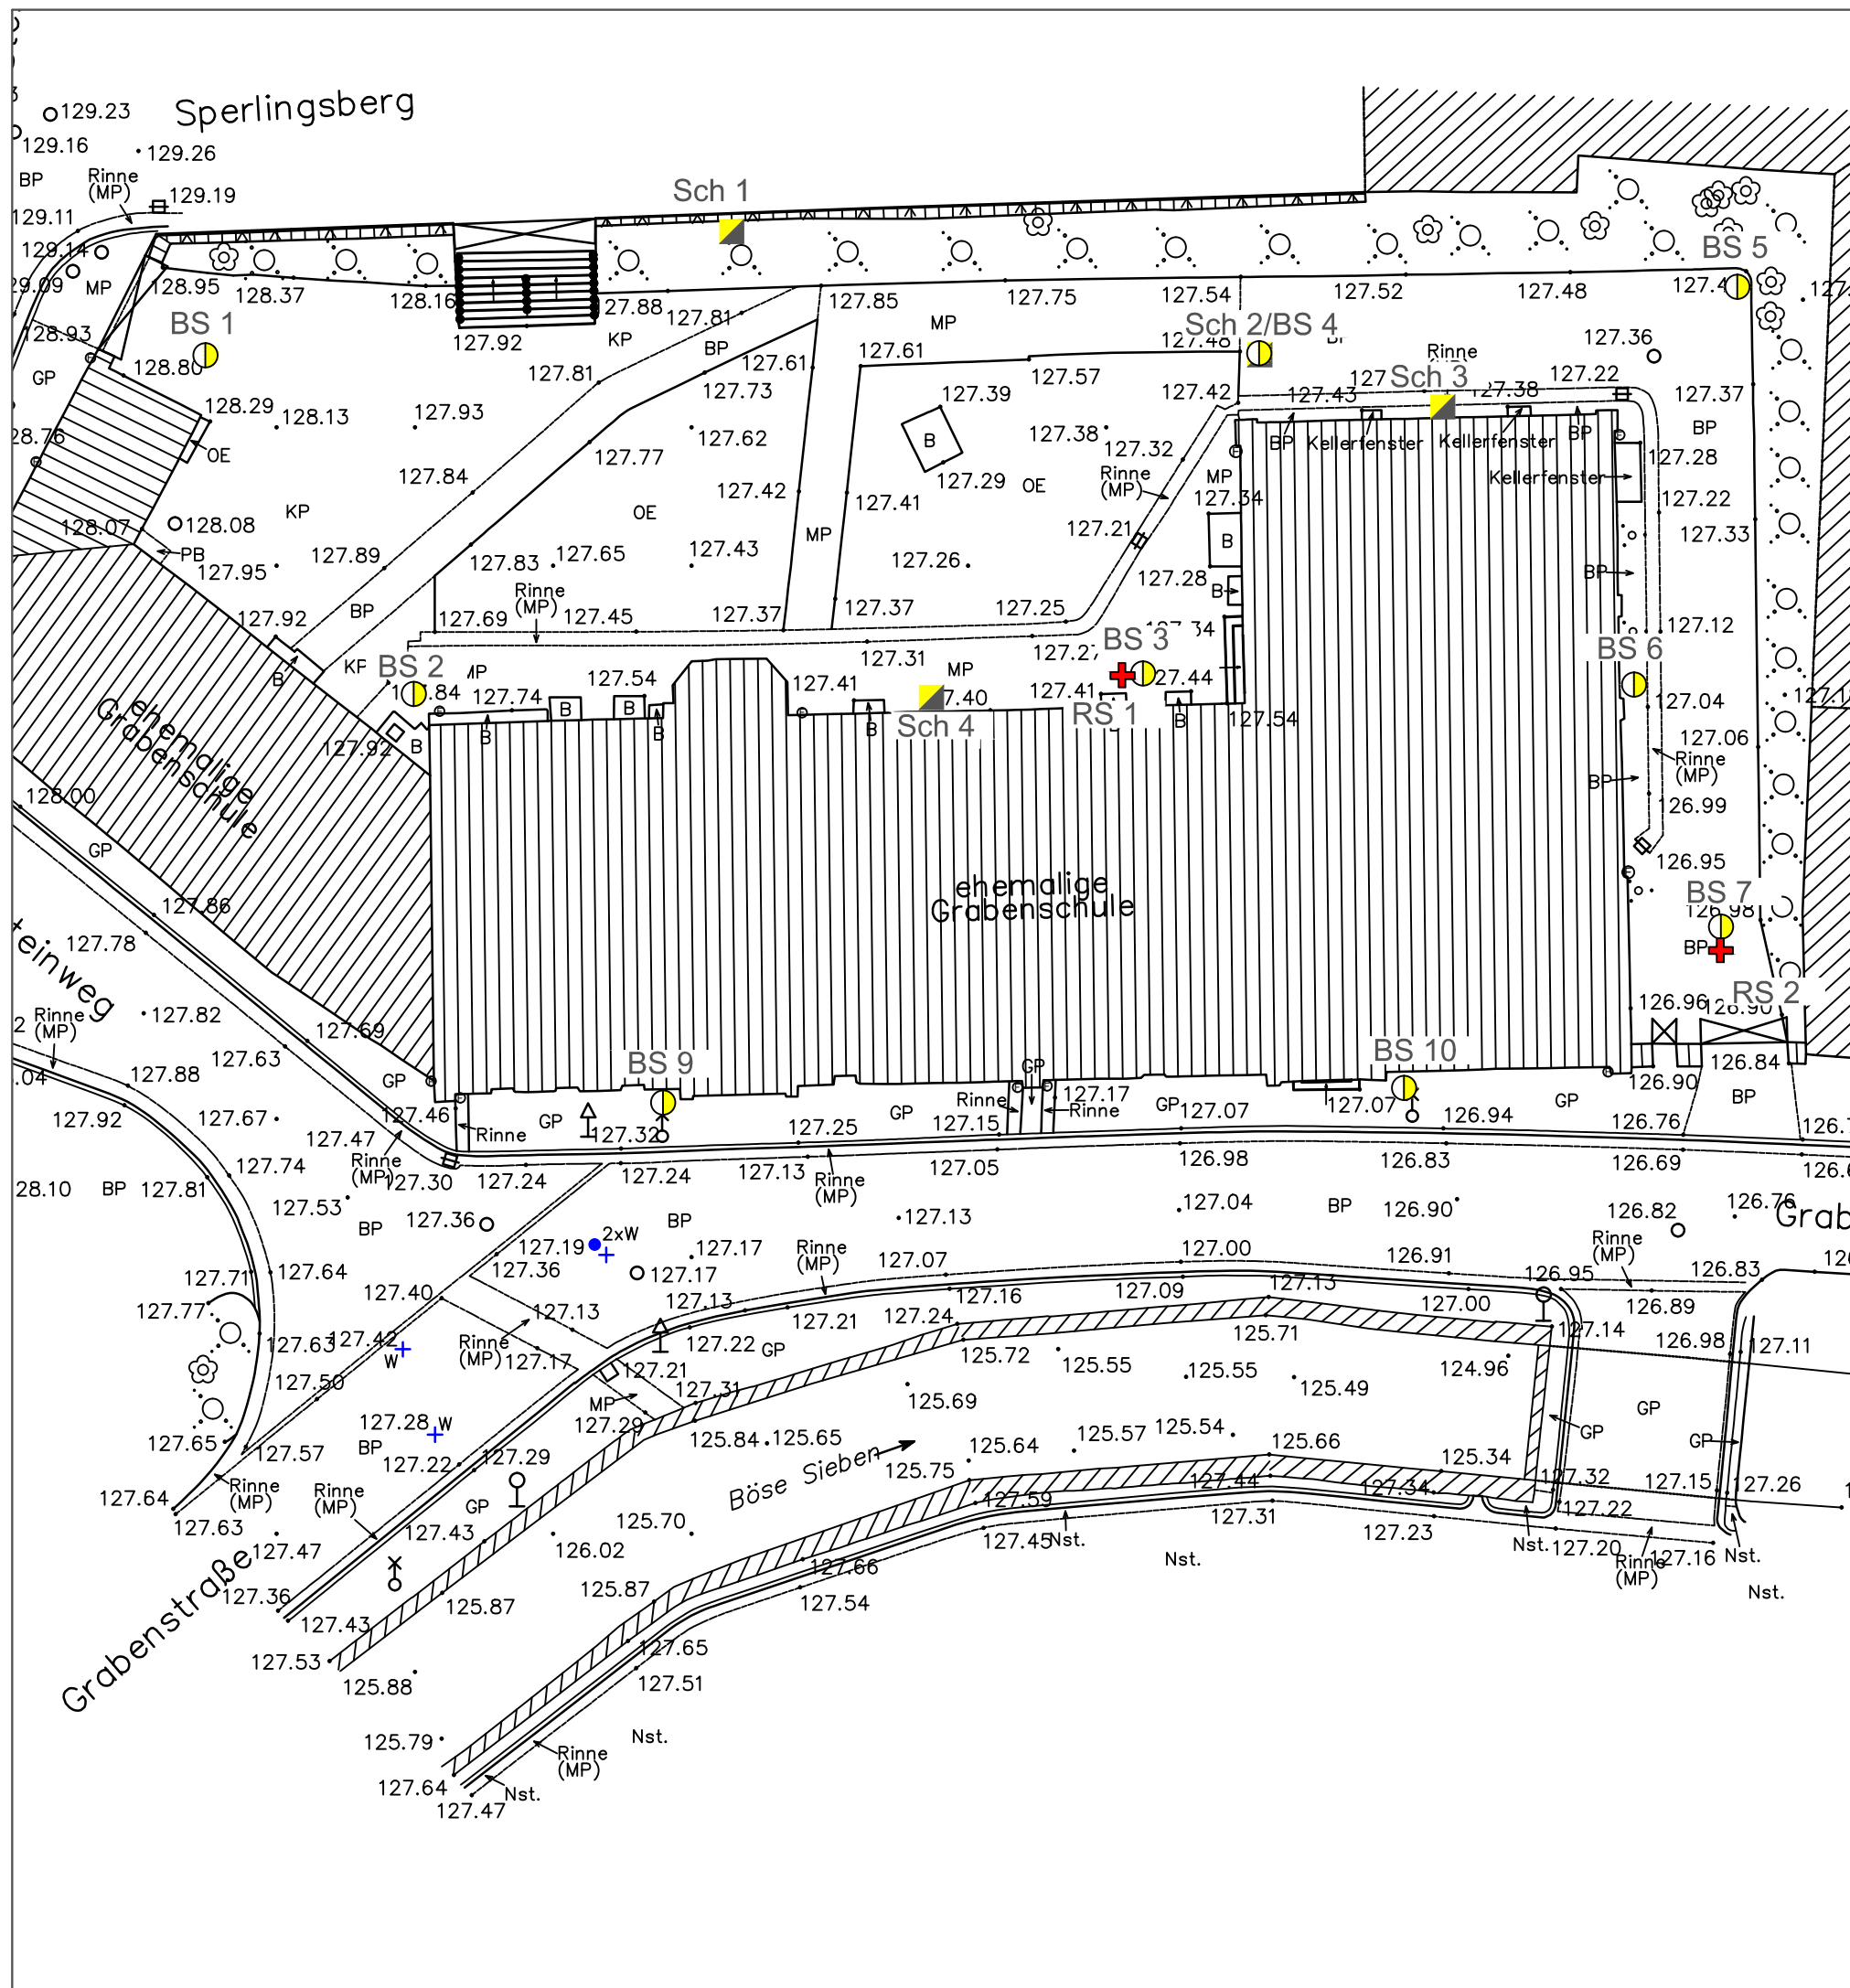 Sperlingsberg
129.23
129.16
129.26
BP
Rinne
(MP)
129.19
Sch 1
129.11
129.14
MP
128.95
128.37
128.16
127.92
127.81
127.85
127.75
127.54
127.52
127.48
BS 5
BS 1
128.93
GP
128.80
KP
BP
MP
Sch 2/BS 4
127.48
127.36
Rinne
127.22
127.61
127.61
127.57
127.81
127.73
127.42
127.43
Sch 3
127.37
128.29
128.13
127.93
127.39
B
127.62
127.38
127.32
BP
Kellerfenster
Kellerfenster
BP
BP
OE
127.77
127.29
OE
Rinne
(MP)
MP
127.28
127.84
127.42
127.41
127.34
Kellerfenster
127.22
128.07
128.08
KP
OE
MP
127.21
B
127.33
PB
127.89
127.83
127.65
127.43
127.26
127.95
127.28
B
BP
Rinne
(MP)
127.92
BP
127.69
127.45
127.37
127.37
127.25
127.12
B
BS 2
127.31
MP
BS 3
BS 6
127.74
127.54
127.41
127.41
127.04
B
B
B
B
B
B
B
Sch 4
RS 1
127.54
127.92
127.06
Rinne
(MP)
BP
126.99
ehemalige
Grabenschule
128.00
GP
126.95
ehemalige
Grabenschule
BS 7
126.98
BP
127.86
127.78
Rinne
(MP)
127.82
127.69
127.63
126.96
RS 2
126.90
BS 9
BS 10
GP
127.88
GP
126.84
126.90
127.92
127.67
127.46
Rinne
GP
127.32
127.25
Rinne
Rinne
127.17
GP
127.07
127.07
126.94
GP
126.76
BP
127.47
127.15
127.74
Rinne
(MP)
127.30
127.24
127.24
127.13
Rinne
(MP)
127.05
126.98
126.83
126.69
BP
127.81
127.53
BP
127.36
BP
127.13
127.04
BP
126.90
126.82
126.76
127.19
2xW
127.17
127.17
127.36
Rinne
(MP)
127.07
127.00
126.91
Rinne
(MP)
126.95
126.83
127.71
127.64
127.77
127.40
127.13
127.13
127.21
127.24
127.16
127.09
127.13
127.00
126.89
127.63
127.42
W
Rinne
(MP)
127.17
127.22
GP
125.72
125.55
125.71
127.14
126.98
127.11
127.21
127.50
127.31
125.69
125.55
125.49
124.96
MP
127.28
W
BP
127.29
125.84
125.65
125.57
125.54
GP
GP
GP
127.65
127.57
127.22
127.29
Böse Sieben
125.64
125.75
125.66
125.34
127.64
127.63
Rinne
(MP)
Rinne
(MP)
GP
127.43
127.59
127.44
127.34
127.32
127.22
127.15
127.26
127.47
126.02
125.70
127.45
Nst.
127.31
127.23
Nst.
127.20
Rinne
(MP)
127.16
Nst.
Nst.
Nst.
Grabenstraße
127.36
127.43
125.87
125.87
127.66
127.54
127.53
125.88
127.65
127.51
125.79
Nst.
Rinne
(MP)
127.64
Nst.
127.47